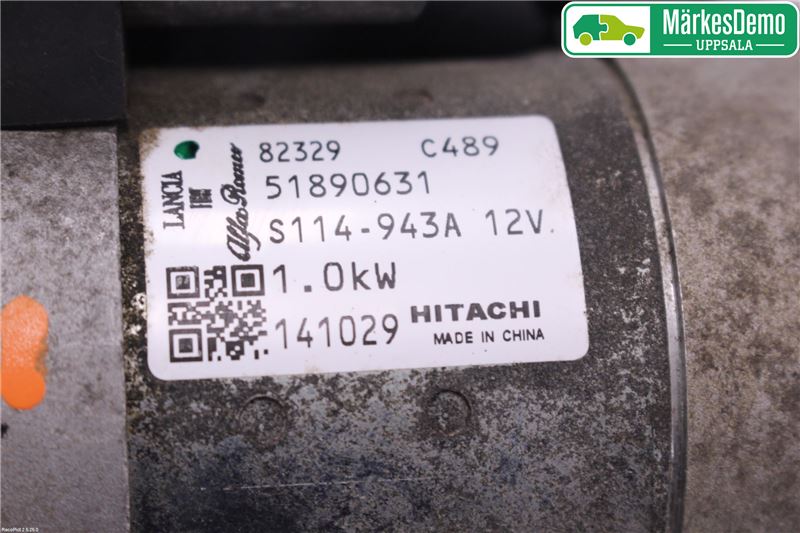 MärkesDemo
UPPSALA
82329 C489
51890631
S114-943A 12V.
1.0kW
141029 HITACHI
MADE IN CHINA
LANCIA
FIAT
Alfa Romeo